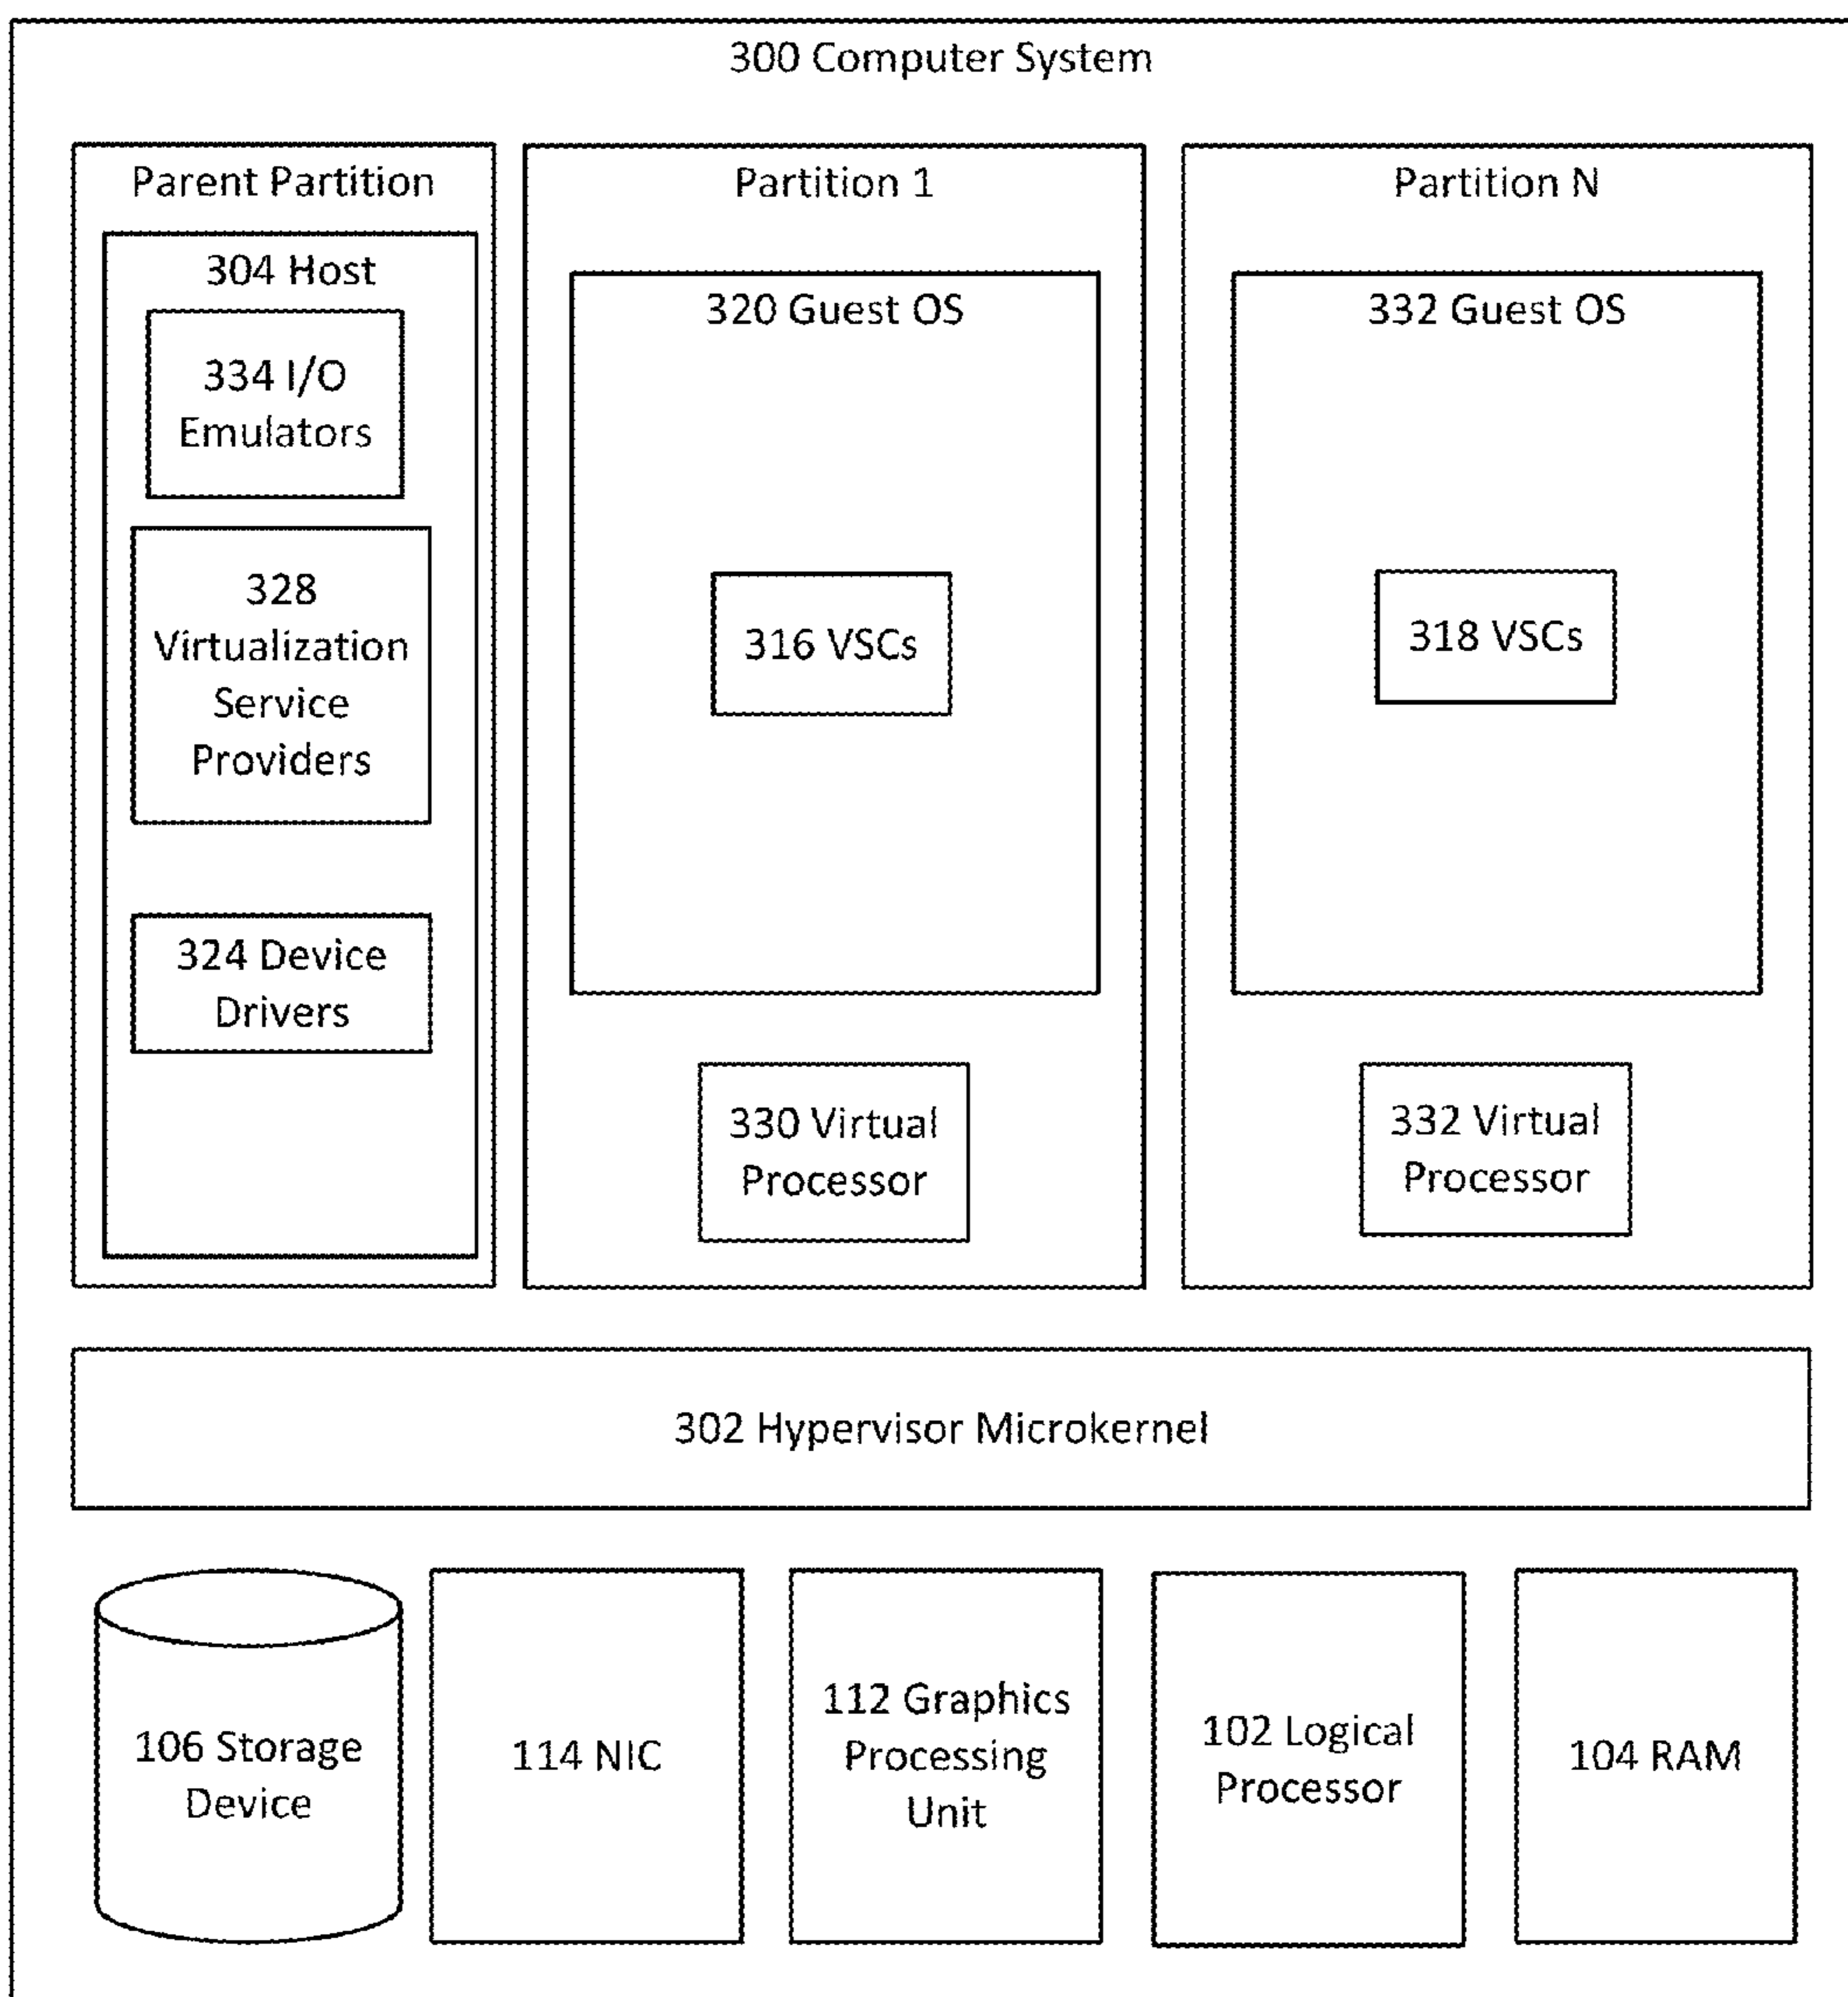 300 Computer System
Parent Partition
304 Host
334 I/O
Emulators
328
Virtualization
Service
Providers
324 Device
Drivers
Partition 1
320 Guest OS
316 VSCs
330 Virtual
Processor
Partition N
332 Guest OS
318 VSCs
332 Virtual
Processor
302 Hypervisor Microkernel
106 Storage
Device
114 NIC
112 Graphics
Processing
Unit
102 Logical
Processor
104 RAM